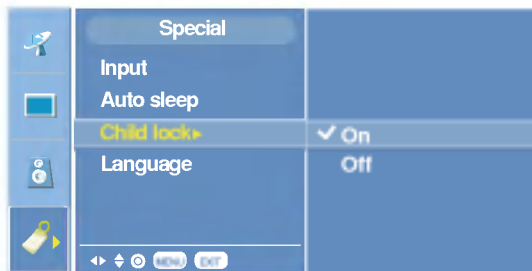 Special
Input
Auto sleep
Child lock
On
Language
Off
MENU EXIT